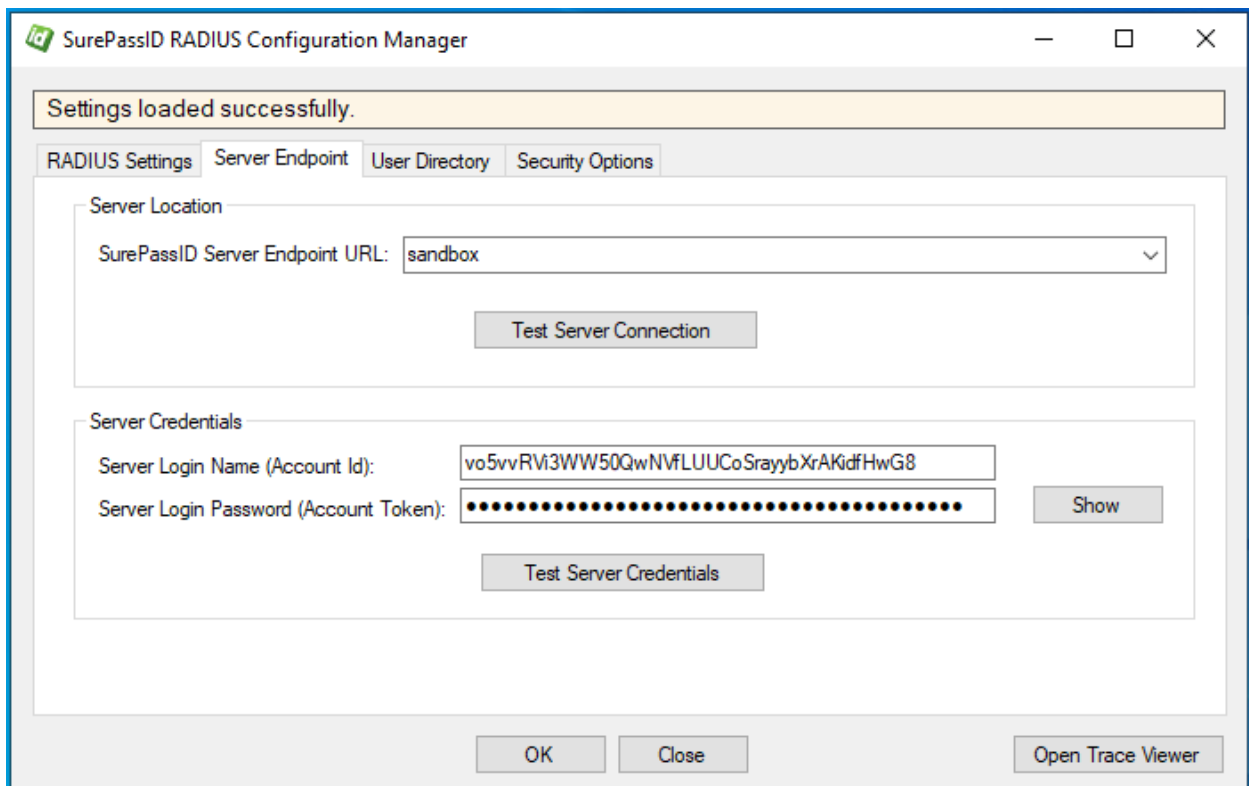 SurePassID RADIUS Configuration Manager
Settings loaded successfully.
RADIUS Settings Server Endpoint User Directory Security Options
Server Location
SurePassID Server Endpoint URL: sandbox
Test Server Connection
Server Credentials
Server Login Name (Account Id): vo5vvRVi3WW50QwNVfLUUCoSrayybXrAKidfHwG8
Server Login Password (Account Token): ••••••••••••••••••••••••••••••••••••••••
Show
Test Server Credentials
OK Close Open Trace Viewer